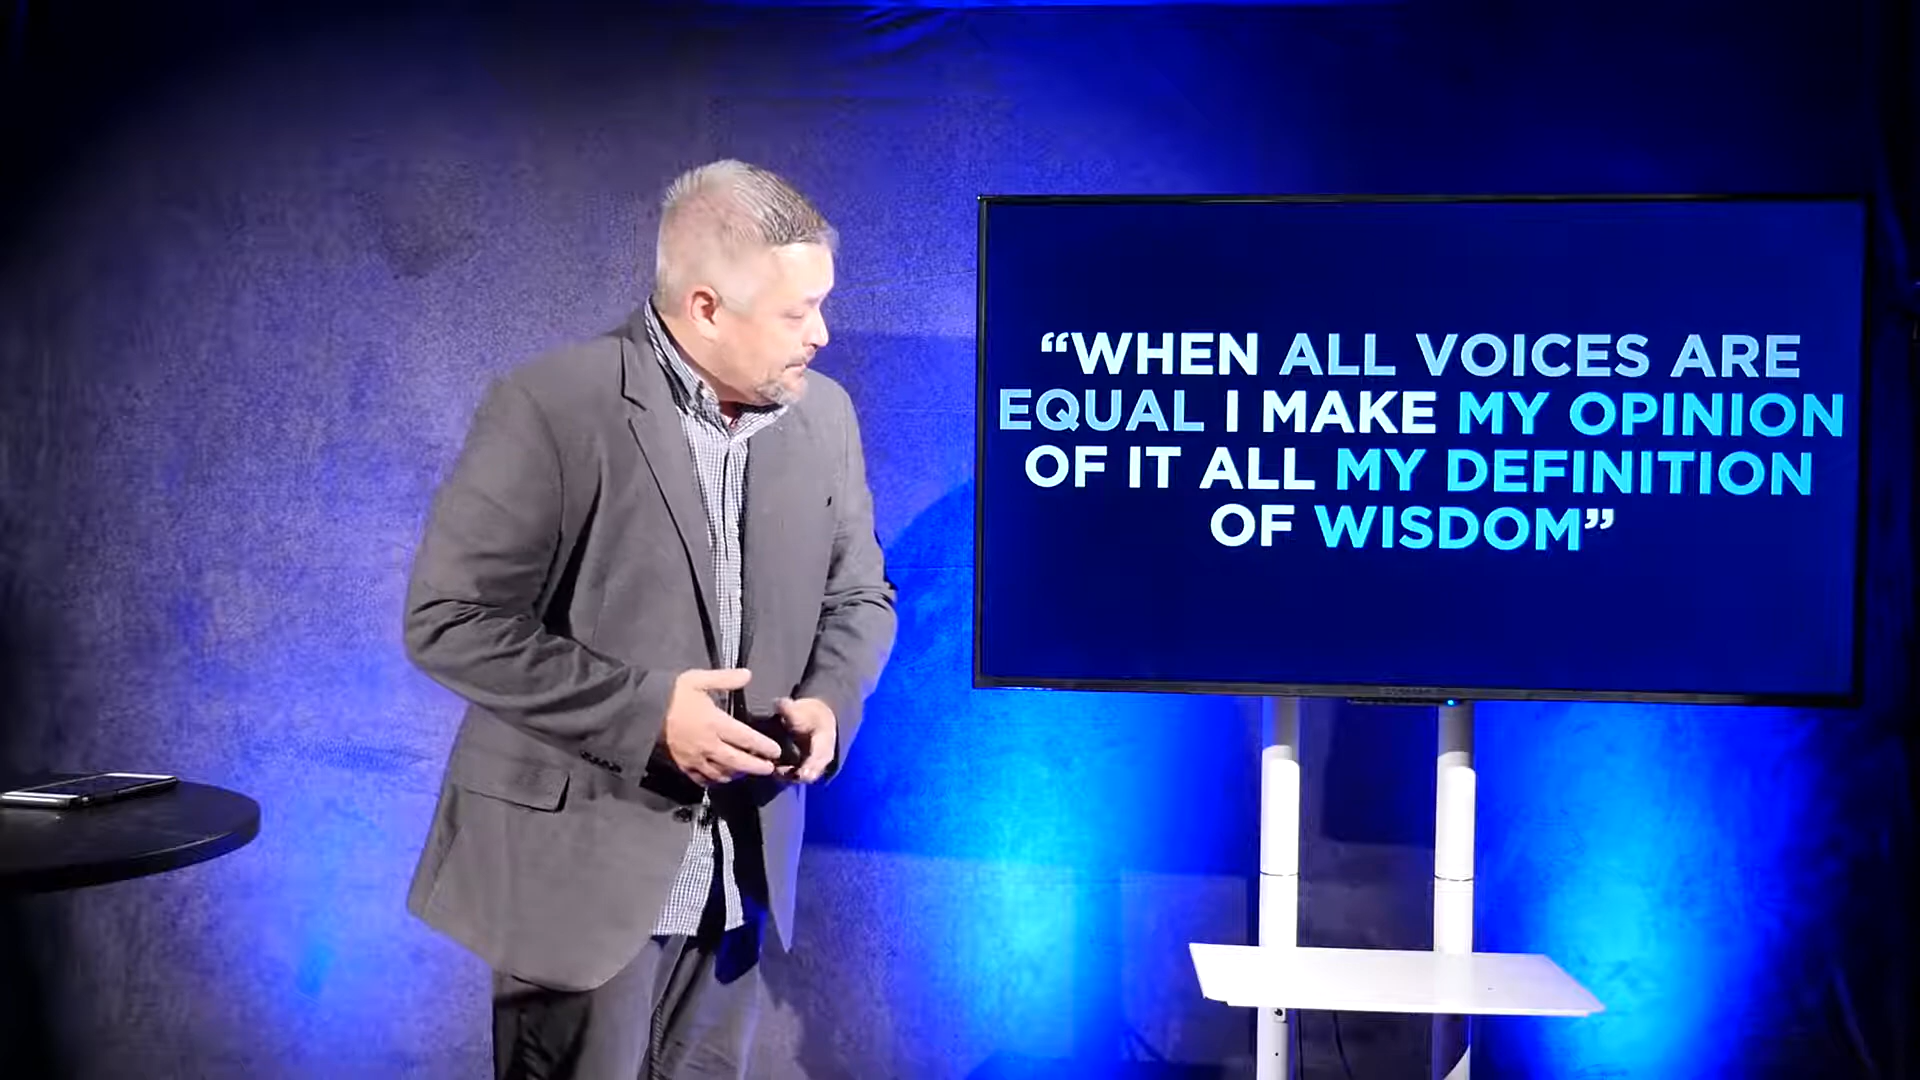 “WHEN ALL VOICES ARE
EQUAL I MAKE MY OPINION
OF IT ALL MY DEFINITION
OF WISDOM”